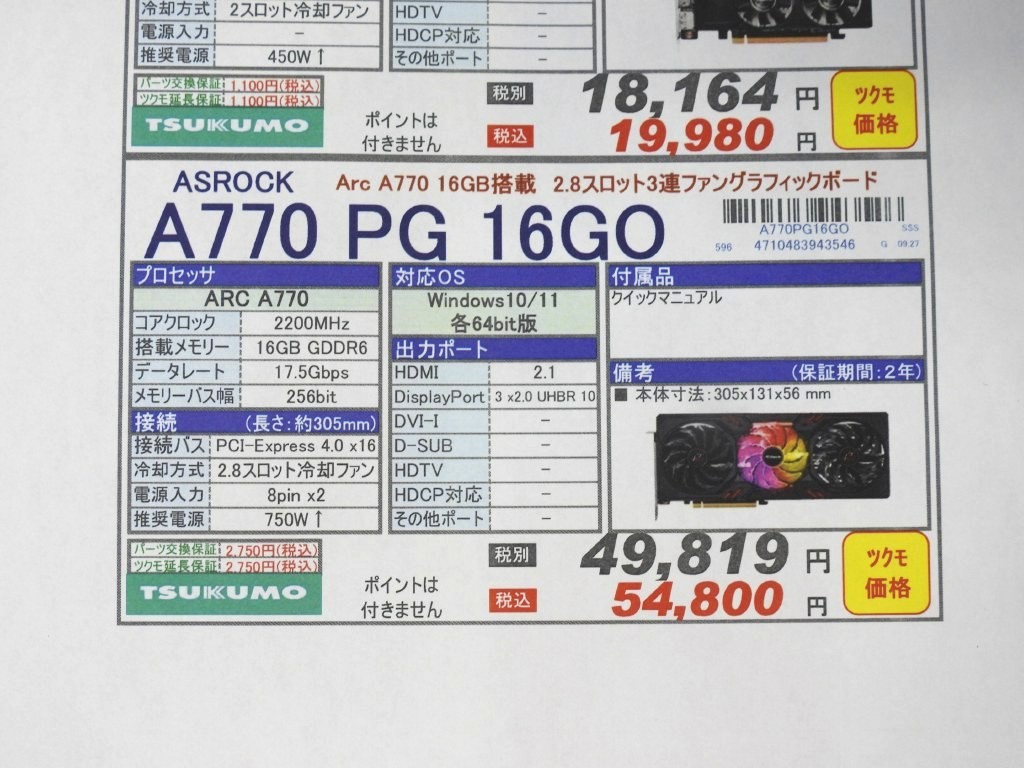 冷却方式 2スロット冷却ファン
電源入力 -
推奨電源 450W↑
HDTV -
HDCP対応 -
その他ポート -
パーツ交換保証 1,100円(税込)
ツクモ延長保証 1,100円(税込)
TSUKUMO
ポイントは
付きません
税別 18,164 円
税込 19,980 円
ツクモ
価格
ASROCK Arc A770 16GB搭載 2.8スロット3連ファングラフィックボード
A770 PG 16GO
A770PG16GO SSS
596 4710483943546 G 09.27
プロセッサ
ARC A770
コアクロック 2200MHz
搭載メモリー 16GB GDDR6
データレート 17.5Gbps
メモリーバス幅 256bit
接続 (長さ:約305mm)
接続バス PCI-Express 4.0 x16
冷却方式 2.8スロット冷却ファン
電源入力 8pin x2
推奨電源 750W↑
対応OS
Windows10/11
各64bit版
出力ポート
HDMI 2.1
DisplayPort 3 x2.0 UHBR 10
DVI-I -
D-SUB -
HDTV -
HDCP対応 -
その他ポート -
付属品
クイックマニュアル
備考 (保証期間:2年)
■ 本体寸法:305x131x56 mm
パーツ交換保証 2,750円(税込)
ツクモ延長保証 2,750円(税込)
TSUKUMO
ポイントは
付きません
税別 49,819 円
税込 54,800 円
ツクモ
価格